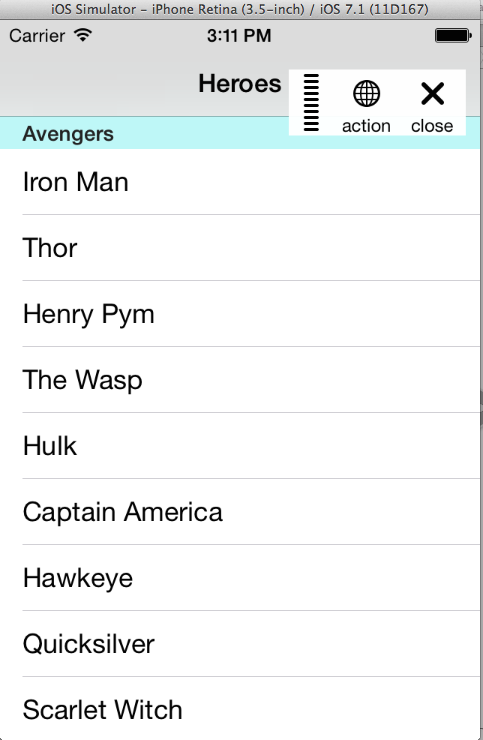 iOS Simulator – iPhone Retina (3.5-inch) / iOS 7.1 (11D167)
Carrier 3:11 PM
Heroes
action close
Avengers
Iron Man
Thor
Henry Pym
The Wasp
Hulk
Captain America
Hawkeye
Quicksilver
Scarlet Witch